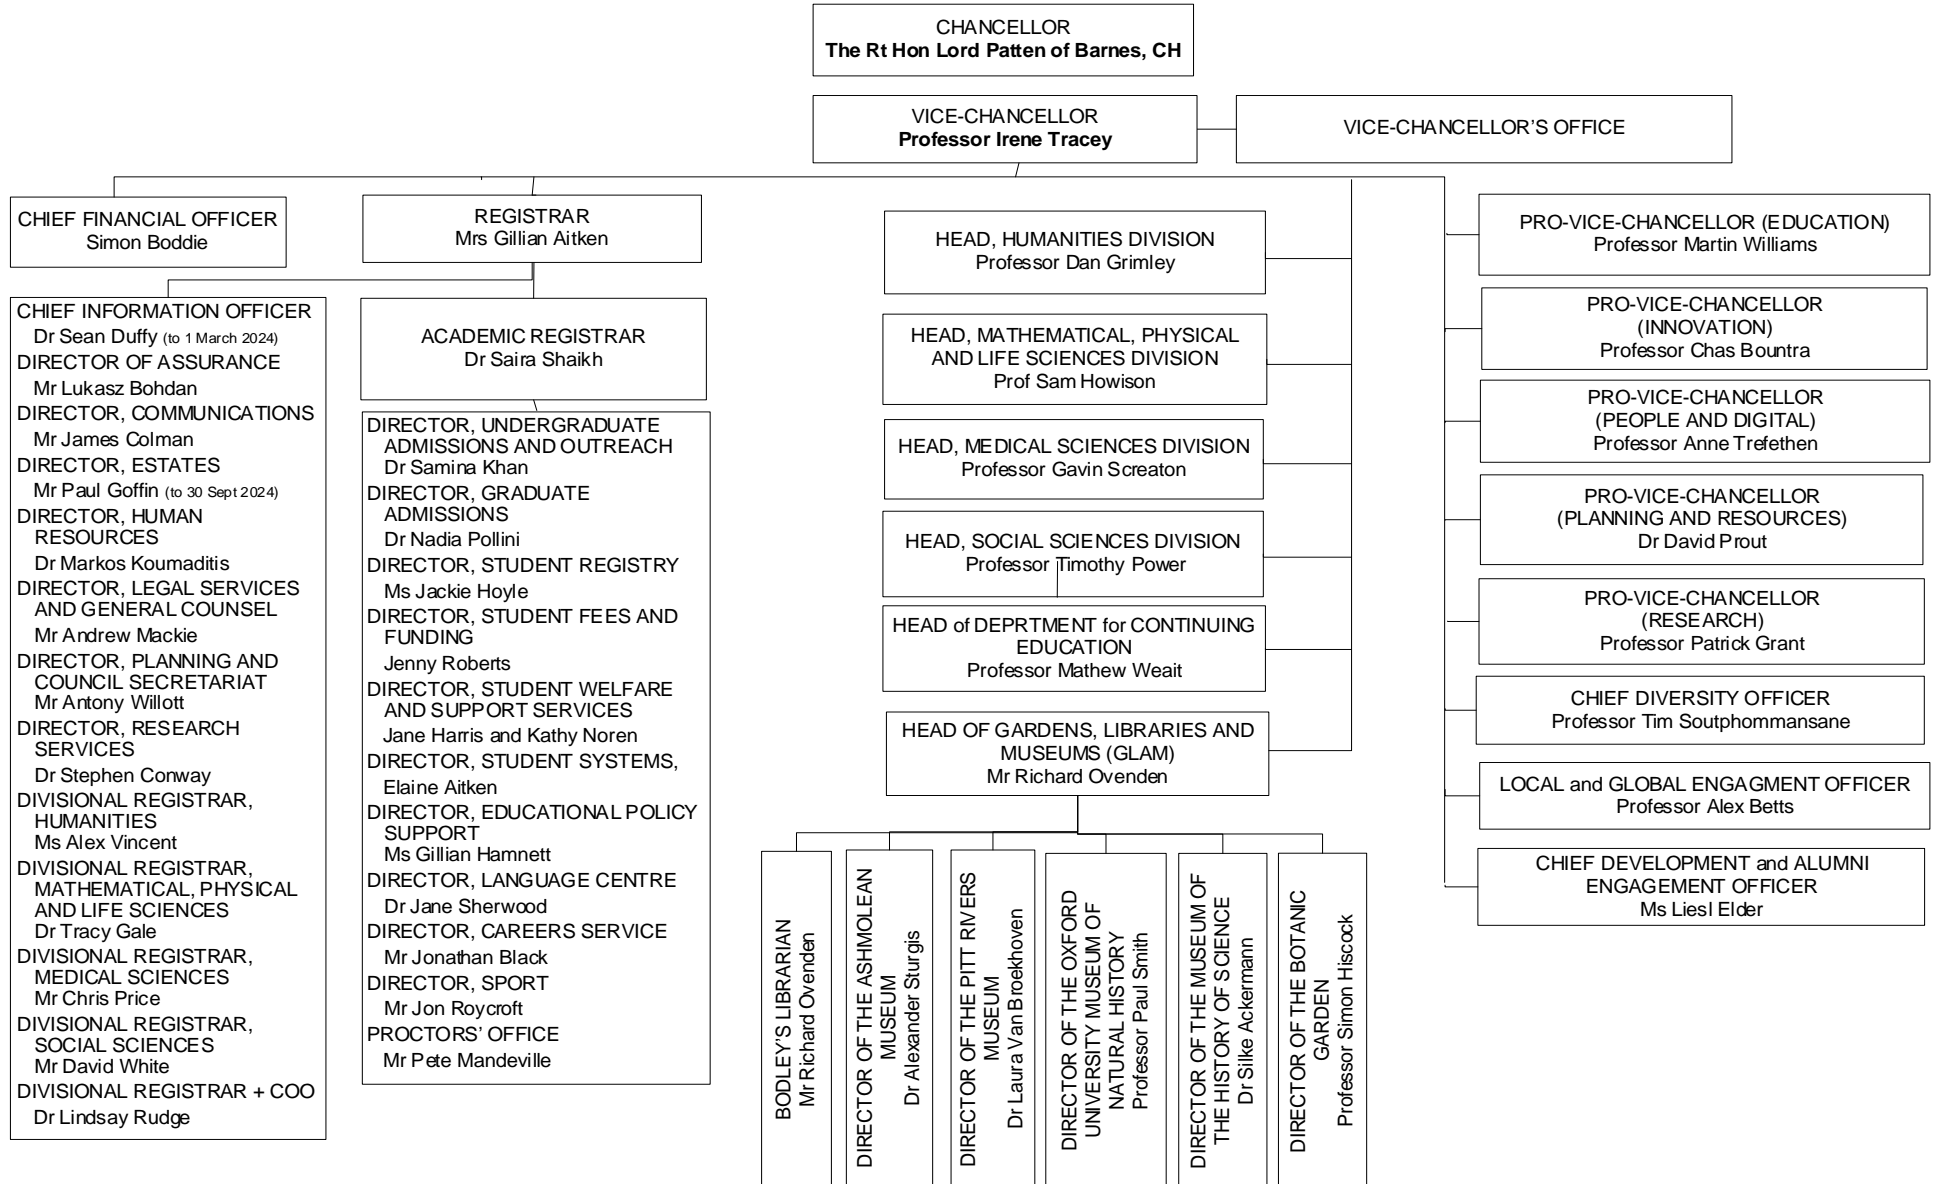 CHANCELLOR
The Rt Hon Lord Patten of Barnes, CH
VICE-CHANCELLOR
Professor Irene Tracey
VICE-CHANCELLOR'S OFFICE
CHIEF FINANCIAL OFFICER
Simon Boddie
REGISTRAR
Mrs Gillian Aitken
CHIEF INFORMATION OFFICER
Dr Sean Duffy (to 1 March 2024)
DIRECTOR OF ASSURANCE
Mr Lukasz Bohdan
DIRECTOR, COMMUNICATIONS
Mr James Colman
DIRECTOR, ESTATES
Mr Paul Goffin (to 30 Sept 2024)
DIRECTOR, HUMAN
RESOURCES
Dr Markos Koumaditis
DIRECTOR, LEGAL SERVICES
AND GENERAL COUNSEL
Mr Andrew Mackie
DIRECTOR, PLANNING AND
COUNCIL SECRETARIAT
Mr Antony Willott
DIRECTOR, RESEARCH
SERVICES
Dr Stephen Conway
DIVISIONAL REGISTRAR,
HUMANITIES
Ms Alex Vincent
DIVISIONAL REGISTRAR,
MATHEMATICAL, PHYSICAL
AND LIFE SCIENCES
Dr Tracy Gale
DIVISIONAL REGISTRAR,
MEDICAL SCIENCES
Mr Chris Price
DIVISIONAL REGISTRAR,
SOCIAL SCIENCES
Mr David White
DIVISIONAL REGISTRAR + COO
Dr Lindsay Rudge
ACADEMIC REGISTRAR
Dr Saira Shaikh
DIRECTOR, UNDERGRADUATE
ADMISSIONS AND OUTREACH
Dr Samina Khan
DIRECTOR, GRADUATE
ADMISSIONS
Dr Nadia Pollini
DIRECTOR, STUDENT REGISTRY
Ms Jackie Hoyle
DIRECTOR, STUDENT FEES AND
FUNDING
Jenny Roberts
DIRECTOR, STUDENT WELFARE
AND SUPPORT SERVICES
Jane Harris and Kathy Noren
DIRECTOR, STUDENT SYSTEMS,
Elaine Aitken
DIRECTOR, EDUCATIONAL POLICY
SUPPORT
Ms Gillian Hamnett
DIRECTOR, LANGUAGE CENTRE
Dr Jane Sherwood
DIRECTOR, CAREERS SERVICE
Mr Jonathan Black
DIRECTOR, SPORT
Mr Jon Roycroft
PROCTORS' OFFICE
Mr Pete Mandeville
HEAD, HUMANITIES DIVISION
Professor Dan Grimley
HEAD, MATHEMATICAL, PHYSICAL
AND LIFE SCIENCES DIVISION
Prof Sam Howison
HEAD, MEDICAL SCIENCES DIVISION
Professor Gavin Screaton
HEAD, SOCIAL SCIENCES DIVISION
Professor Timothy Power
HEAD of DEPRTMENT for CONTINUING
EDUCATION
Professor Mathew Weait
HEAD OF GARDENS, LIBRARIES AND
MUSEUMS (GLAM)
Mr Richard Ovenden
BODLEY'S LIBRARIAN
Mr Richard Ovenden
DIRECTOR OF THE ASHMOLEAN
MUSEUM
Dr Alexander Sturgis
DIRECTOR OF THE PITT RIVERS
MUSEUM
Dr Laura Van Broekhoven
DIRECTOR OF THE OXFORD
UNIVERSITY MUSEUM OF
NATURAL HISTORY
Professor Paul Smith
DIRECTOR OF THE MUSEUM OF
THE HISTORY OF SCIENCE
Dr Silke Ackermann
DIRECTOR OF THE BOTANIC
GARDEN
Professor Simon Hiscock
PRO-VICE-CHANCELLOR (EDUCATION)
Professor Martin Williams
PRO-VICE-CHANCELLOR
(INNOVATION)
Professor Chas Bountra
PRO-VICE-CHANCELLOR
(PEOPLE AND DIGITAL)
Professor Anne Trefethen
PRO-VICE-CHANCELLOR
(PLANNING AND RESOURCES)
Dr David Prout
PRO-VICE-CHANCELLOR
(RESEARCH)
Professor Patrick Grant
CHIEF DIVERSITY OFFICER
Professor Tim Soutphommansane
LOCAL and GLOBAL ENGAGMENT OFFICER
Professor Alex Betts
CHIEF DEVELOPMENT and ALUMNI
ENGAGEMENT OFFICER
Ms Liesl Elder